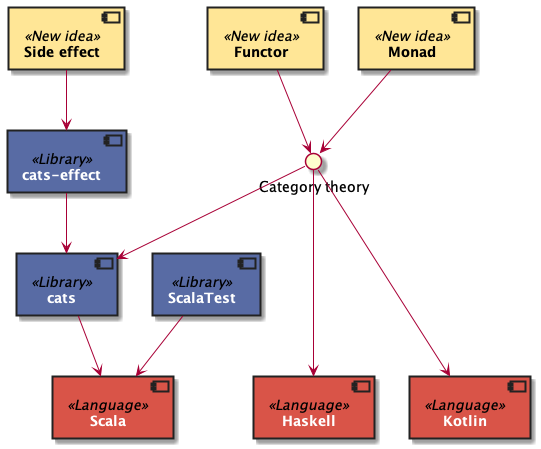 «New idea»
Side effect
«New idea»
Functor
«New idea»
Monad
«Library»
cats-effect
Category theory
«Library»
cats
«Library»
ScalaTest
«Language»
Scala
«Language»
Haskell
«Language»
Kotlin